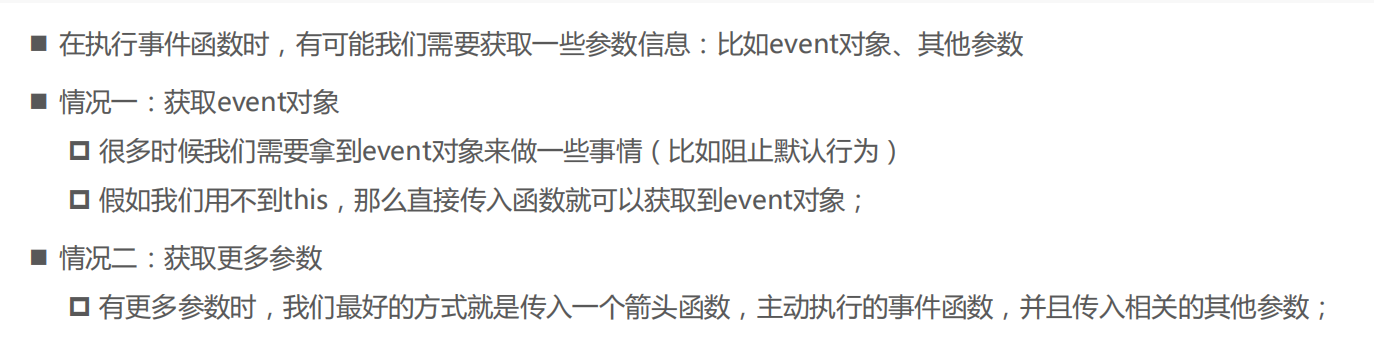 在执行事件函数时，有可能我们需要获取一些参数信息：比如event对象、其他参数
情况一：获取event对象
很多时候我们需要拿到event对象来做一些事情（比如阻止默认行为）
假如我们用不到this，那么直接传入函数就可以获取到event对象；
情况二：获取更多参数
有更多参数时，我们最好的方式就是传入一个箭头函数，主动执行的事件函数，并且传入相关的其他参数；